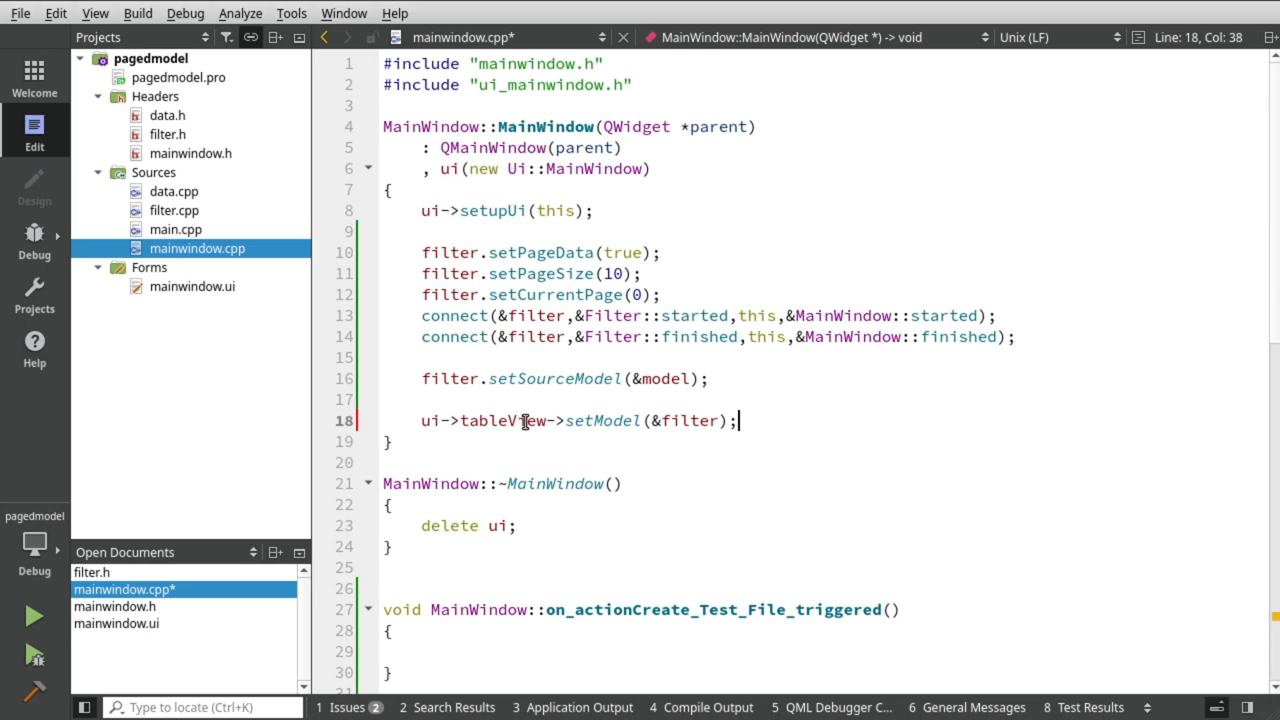 File Edit View Build Debug Analyze Tools Window Help
Projects
mainwindow.cpp*
MainWindow::MainWindow(QWidget *) -> void
Unix (LF)
Line: 18, Col: 38
Welcome
Edit
Design
Debug
Projects
Help
pagedmodel
Debug
pagedmodel
pagedmodel.pro
Headers
data.h
filter.h
mainwindow.h
Sources
data.cpp
filter.cpp
main.cpp
mainwindow.cpp
Forms
mainwindow.ui
Open Documents
filter.h
mainwindow.cpp*
mainwindow.h
mainwindow.ui
1 #include "mainwindow.h"
2 #include "ui_mainwindow.h"
3
4 MainWindow::MainWindow(QWidget *parent)
5 : QMainWindow(parent)
6 , ui(new Ui::MainWindow)
7 {
8 ui->setupUi(this);
9
10 filter.setPageData(true);
11 filter.setPageSize(10);
12 filter.setCurrentPage(0);
13 connect(&filter,&Filter::started,this,&MainWindow::started);
14 connect(&filter,&Filter::finished,this,&MainWindow::finished);
15
16 filter.setSourceModel(&model);
17
18 ui->tableView->setModel(&filter);
19 }
20
21 MainWindow::~MainWindow()
22 {
23 delete ui;
24 }
25
26
27 void MainWindow::on_actionCreate_Test_File_triggered()
28 {
29
30 }
31
Type to locate (Ctrl+K)
1 Issues 2
2 Search Results
3 Application Output
4 Compile Output
5 QML Debugger C...
6 General Messages
8 Test Results